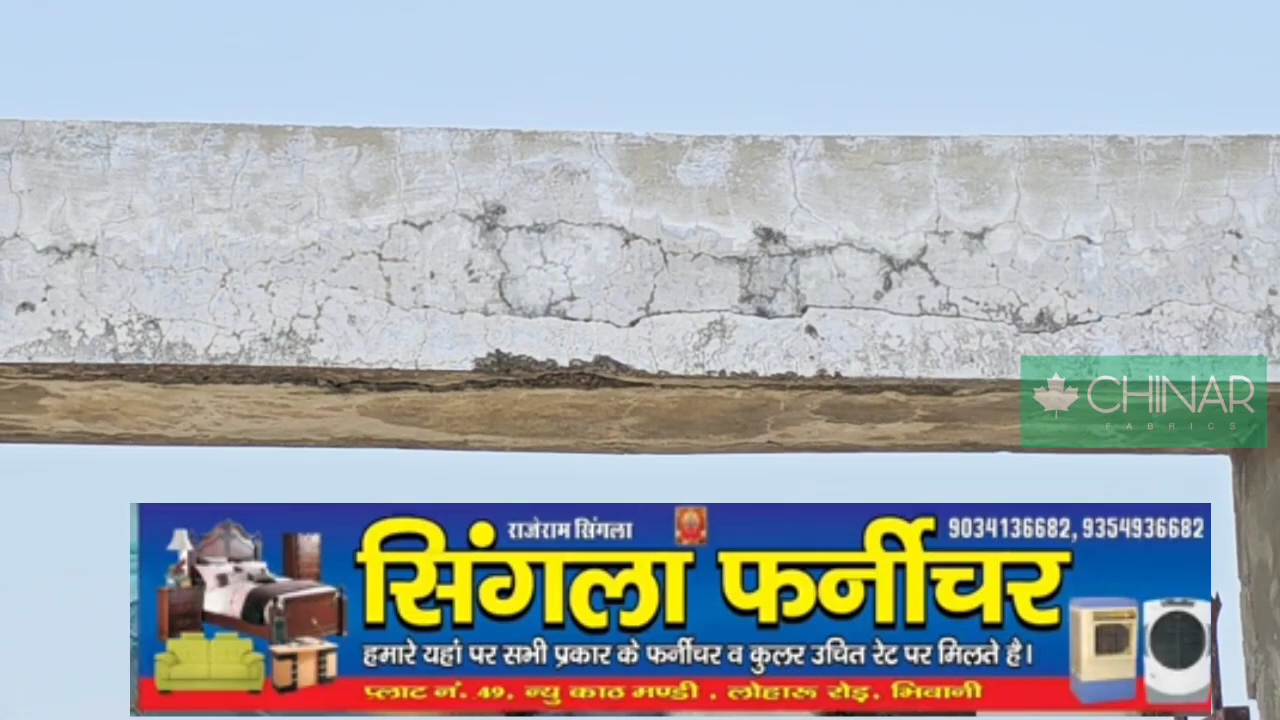 CHINAR
FABRICS
राजेराम सिंगला
9034136682, 9354936682
सिंगला फर्नीचर
हमारे यहां पर सभी प्रकार के फर्नीचर व कुलर उचित रेट पर मिलते है।
प्लाट नं. 49, न्यु काठ मण्डी , लोहारू रोड़, भिवानी